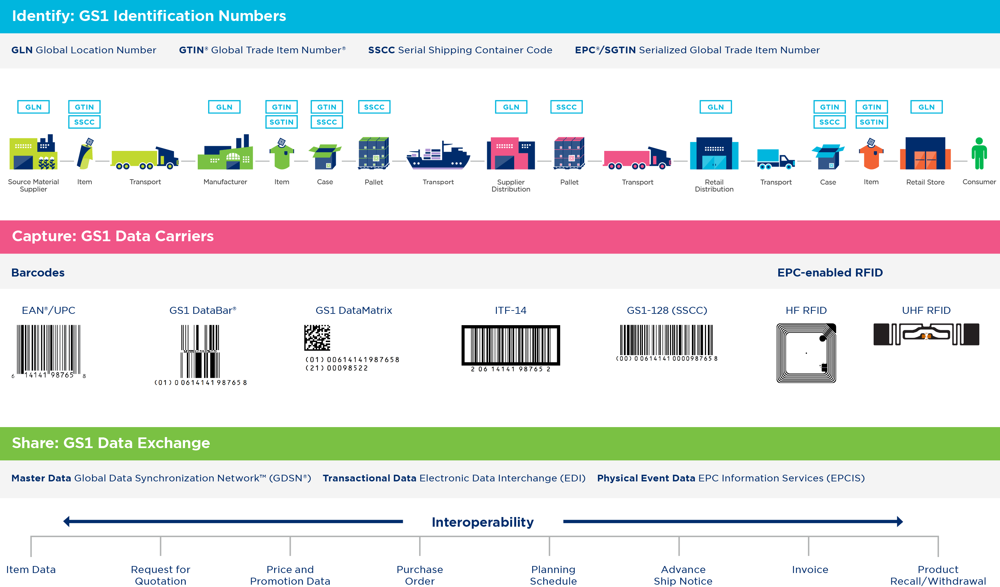 Identify: GS1 Identification Numbers
GLN Global Location Number GTIN® Global Trade Item Number® SSCC Serial Shipping Container Code EPC®/SGTIN Serialized Global Trade Item Number
GLN GTIN GLN GTIN GTIN SSCC GLN SSCC GLN GTIN GTIN GLN
SSCC SGTIN SSCC SSCC SGTIN
Source Material Item Transport Manufacturer Item Case Pallet Transport Supplier Pallet Transport Retail Transport Case Item Retail Store Consumer
Supplier Distribution Distribution
Capture: GS1 Data Carriers
Barcodes EPC-enabled RFID
EAN®/UPC GS1 DataBar® GS1 DataMatrix ITF-14 GS1-128 (SSCC) HF RFID UHF RFID
6 14141 98765 8
(01) 0 0614141 987658
(01) 00614141987658
(21) 00098522
2 06 14141 98765 2
(00) 0 0614141 0000987658
Share: GS1 Data Exchange
Master Data Global Data Synchronization Network™ (GDSN®) Transactional Data Electronic Data Interchange (EDI) Physical Event Data EPC Information Services (EPCIS)
Interoperability
Item Data Request for Price and Purchase Planning Advance Invoice Product
Quotation Promotion Data Order Schedule Ship Notice Recall/Withdrawal